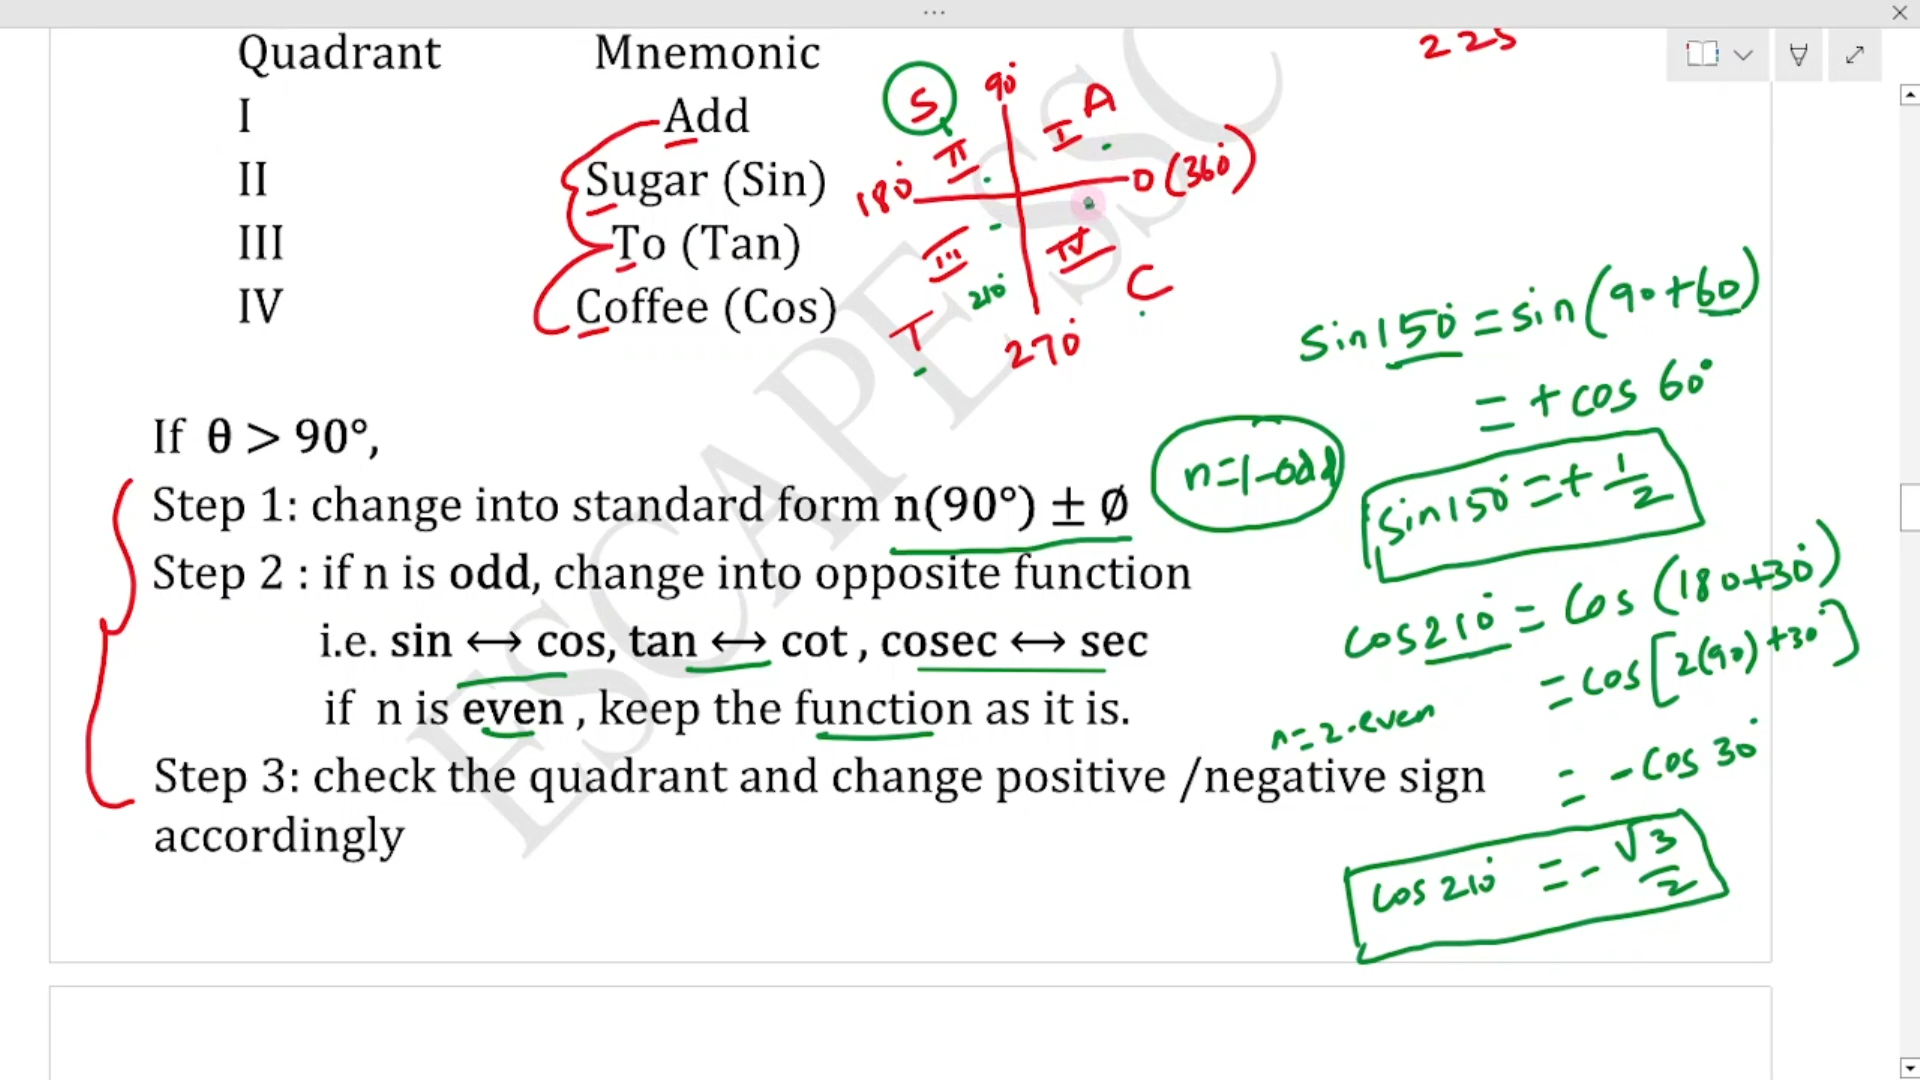 225
Quadrant Mnemonic
I Add
II Sugar (Sin)
III To (Tan)
IV Coffee (Cos)
S 90° A
II I
180° 0 (360°)
III IV
210° C
T 270°
If θ > 90°,
Step 1: change into standard form n(90°) ± ∅
Step 2 : if n is odd, change into opposite function
i.e. sin ↔ cos, tan ↔ cot , cosec ↔ sec
if n is even , keep the function as it is.
Step 3: check the quadrant and change positive /negative sign
accordingly
n=1-odd
sin150° = sin(90+60)
= + cos 60°
sin150° = + 1/2
cos210° = cos (180+30°)
= cos[2(90)+30°]
n=2-even
= - cos 30°
cos 210° = - √3/2
ESCAPE SSC